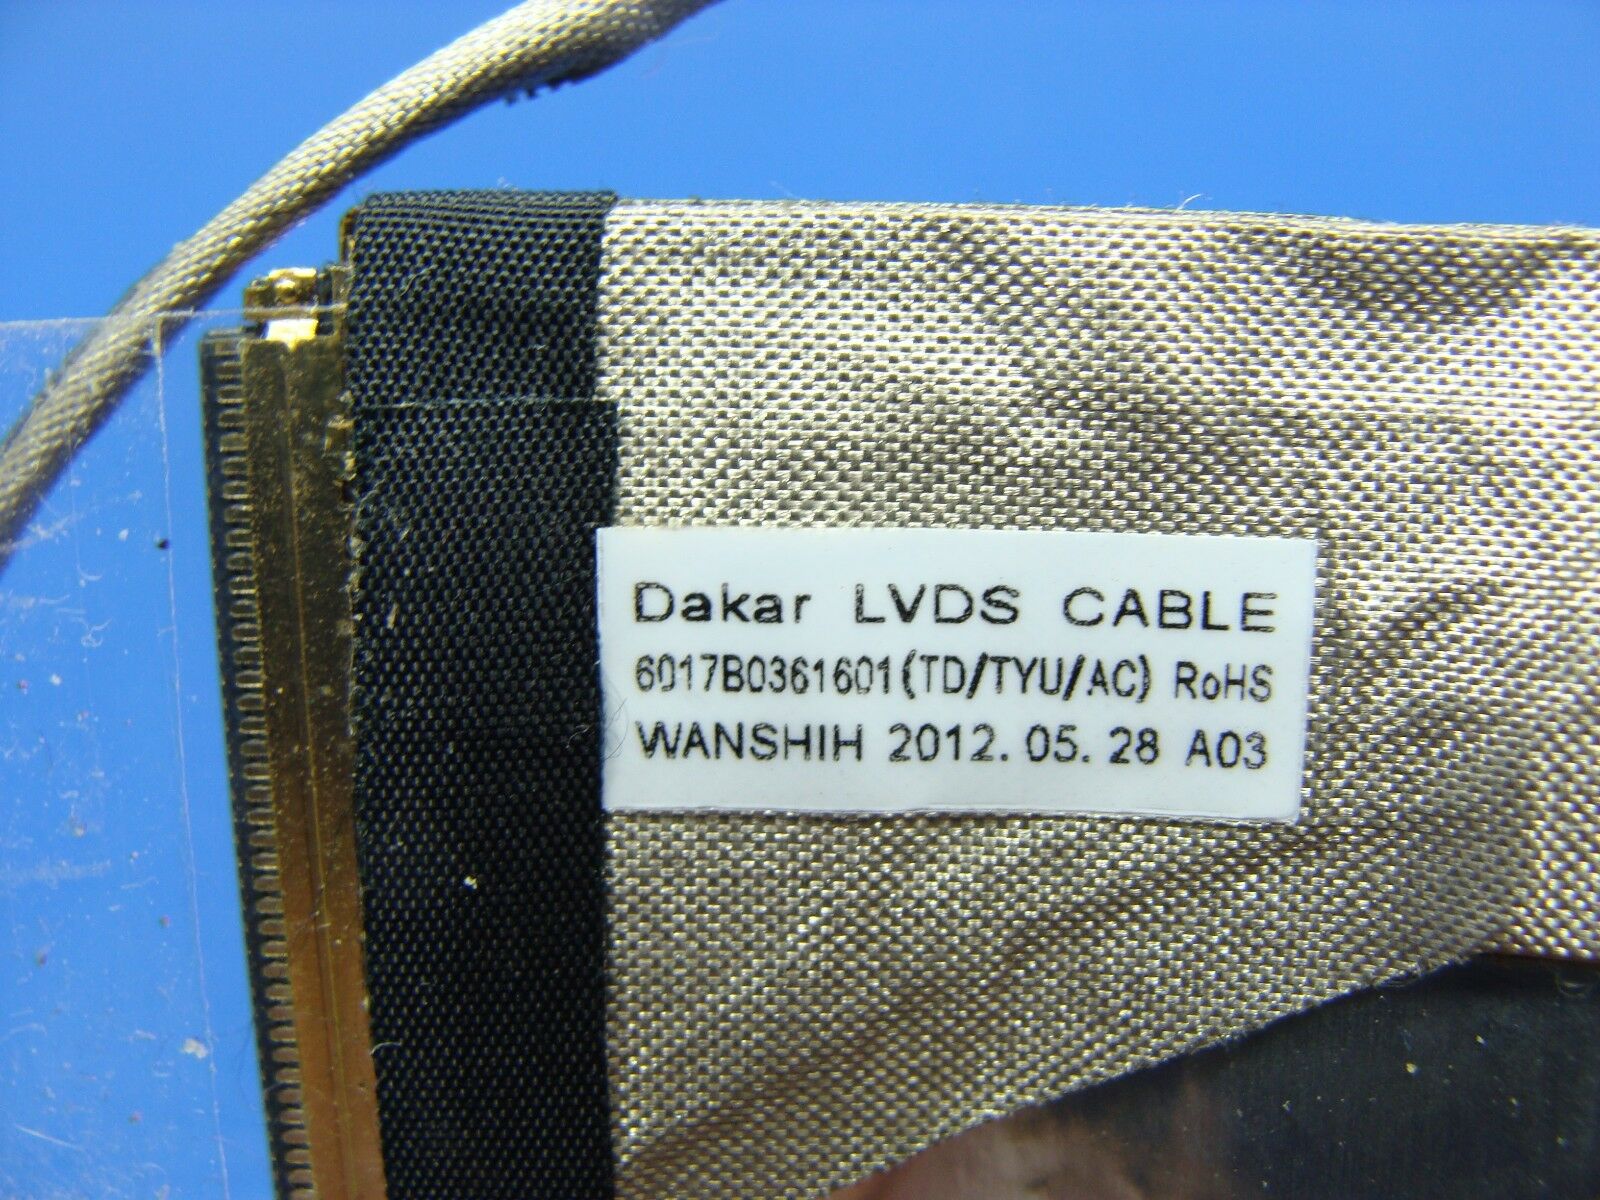 Dakar LVDS CABLE
6017B0361601(TD/TYU/AC) RoHS
WANSHIH 2012.05.28 A03